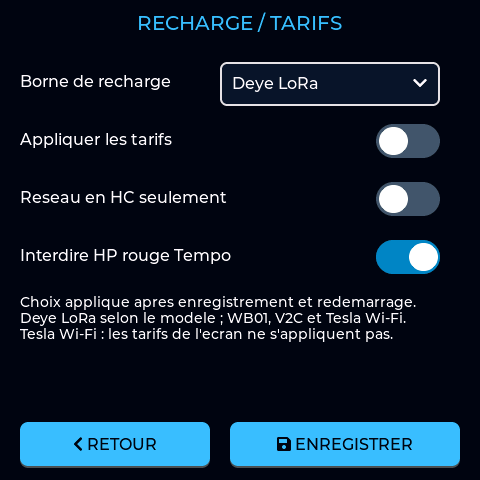 RECHARGE / TARIFS
Borne de recharge
Deye LoRa
Appliquer les tarifs
Reseau en HC seulement
Interdire HP rouge Tempo
Choix applique apres enregistrement et redemarrage.
Deye LoRa selon le modele ; WB01, V2C et Tesla Wi-Fi.
Tesla Wi-Fi : les tarifs de l'ecran ne s'appliquent pas.
RETOUR
ENREGISTRER